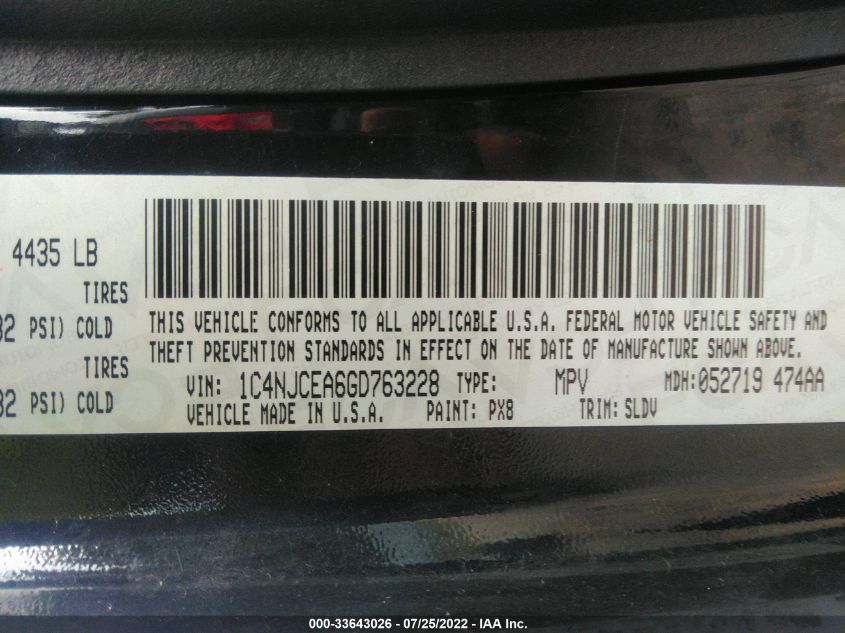 4435 LB
TIRES
32 PSI) COLD
TIRES
32 PSI) COLD
THIS VEHICLE CONFORMS TO ALL APPLICABLE U.S.A. FEDERAL MOTOR VEHICLE SAFETY AND
THEFT PREVENTION STANDARDS IN EFFECT ON THE DATE OF MANUFACTURE SHOWN ABOVE.
VIN: 1C4NJCEA6GD763228 TYPE: MPV MDH:052719 474AA
VEHICLE MADE IN U.S.A. PAINT: PX8 TRIM: SLDV
000-33643026 - 07/25/2022 - IAA Inc.